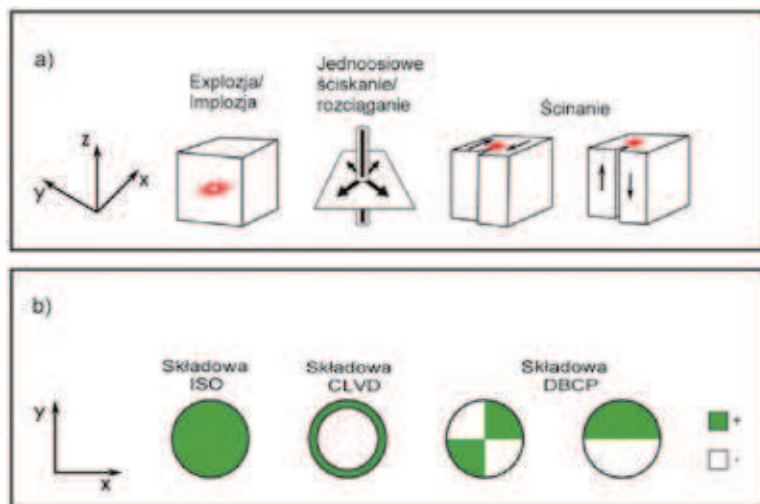 a)
Explozja/
Implozja
Jednoosiowe
ściskanie/
rozciąganie
Ścinanie
z
y
x
b)
Składowa
ISO
Składowa
CLVD
Składowa
DBCP
y
x
+
-